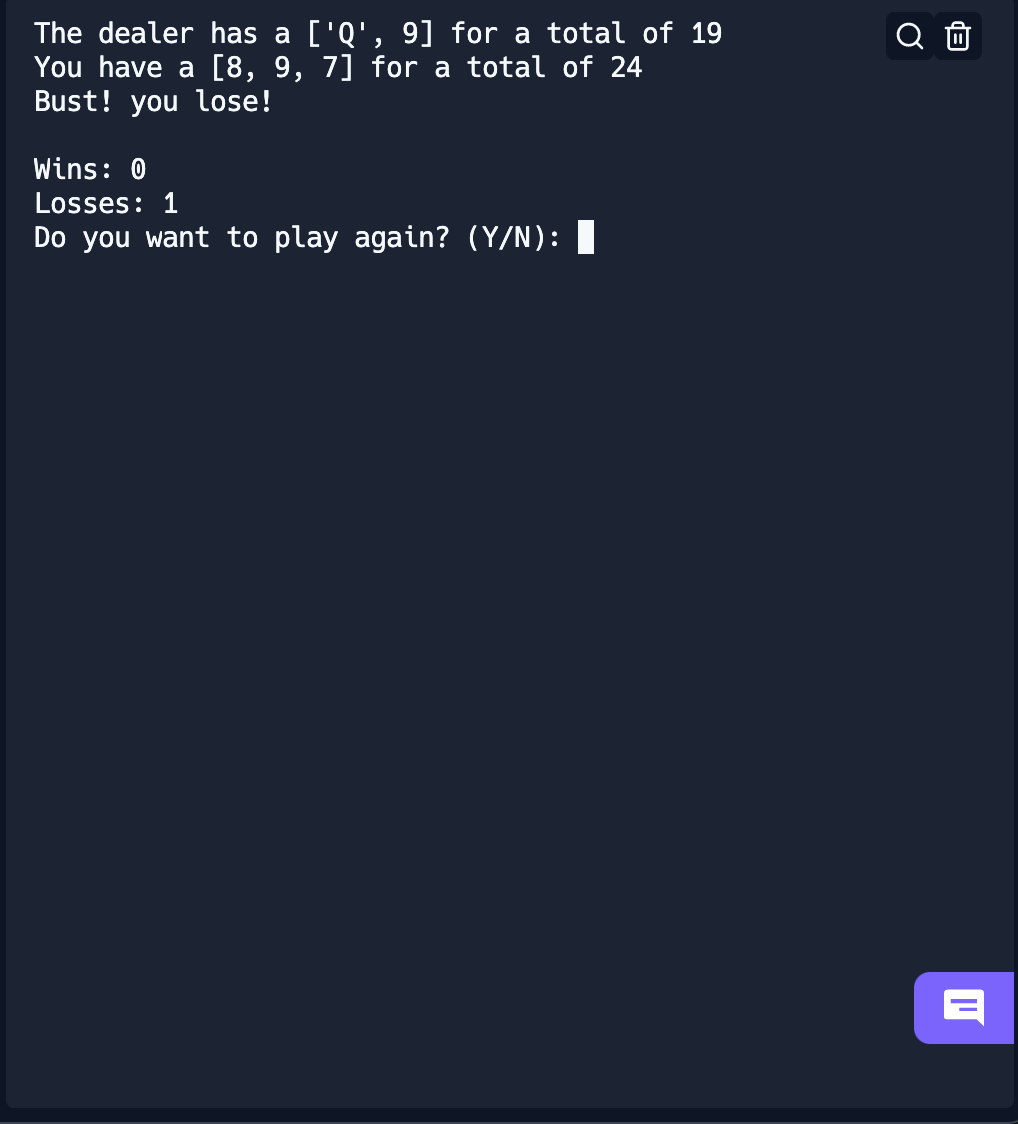 The dealer has a ['Q', 9] for a total of 19
You have a [8, 9, 7] for a total of 24
Bust! you lose!
Wins: 0
Losses: 1
Do you want to play again? (Y/N):